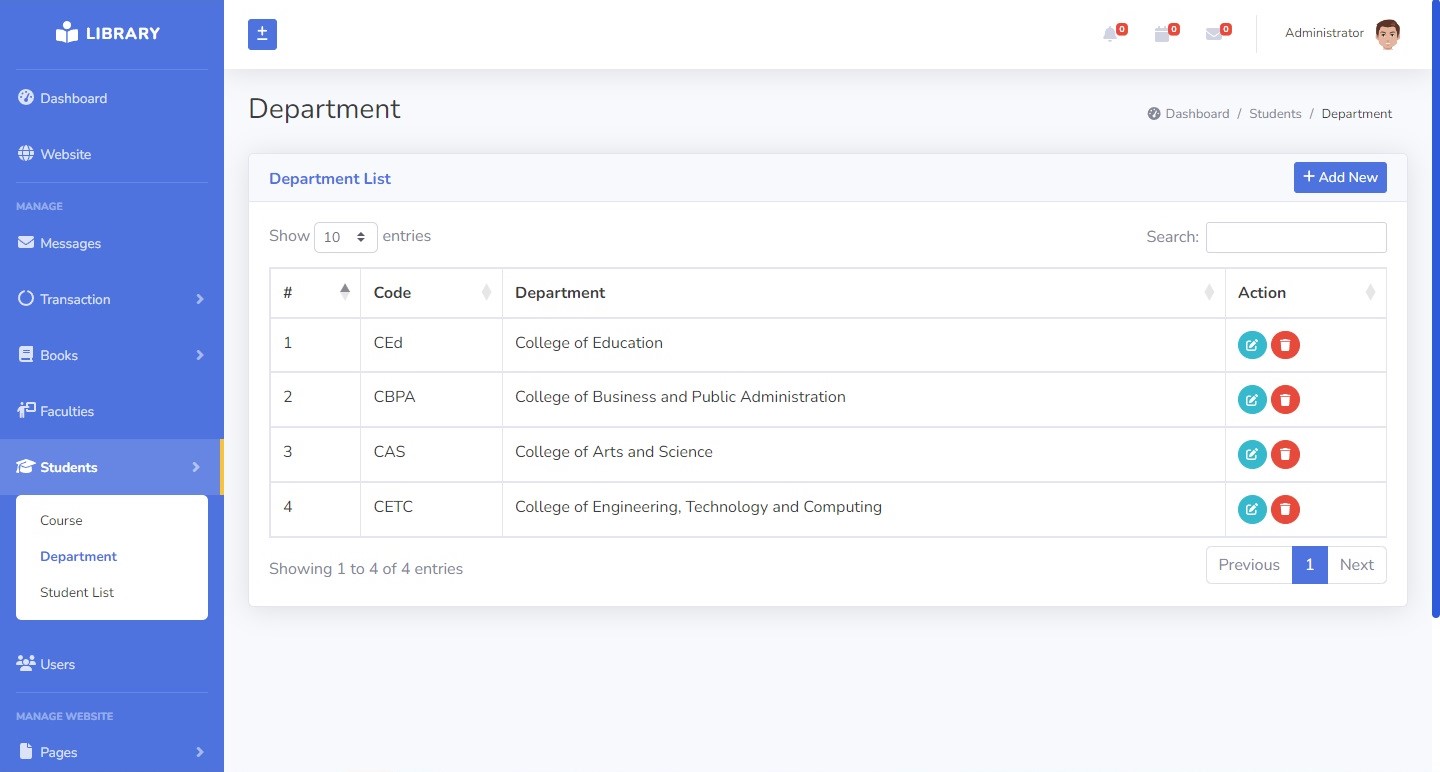 LIBRARY
0
0
0
Administrator
Dashboard
Website
MANAGE
Messages
Transaction
Books
Faculties
Students
Course
Department
Student List
Users
MANAGE WEBSITE
Pages
Department
Dashboard / Students / Department
Department List
+ Add New
Show 10 entries
Search:
# Code Department Action
1 CEd College of Education
2 CBPA College of Business and Public Administration
3 CAS College of Arts and Science
4 CETC College of Engineering, Technology and Computing
Showing 1 to 4 of 4 entries
Previous 1 Next